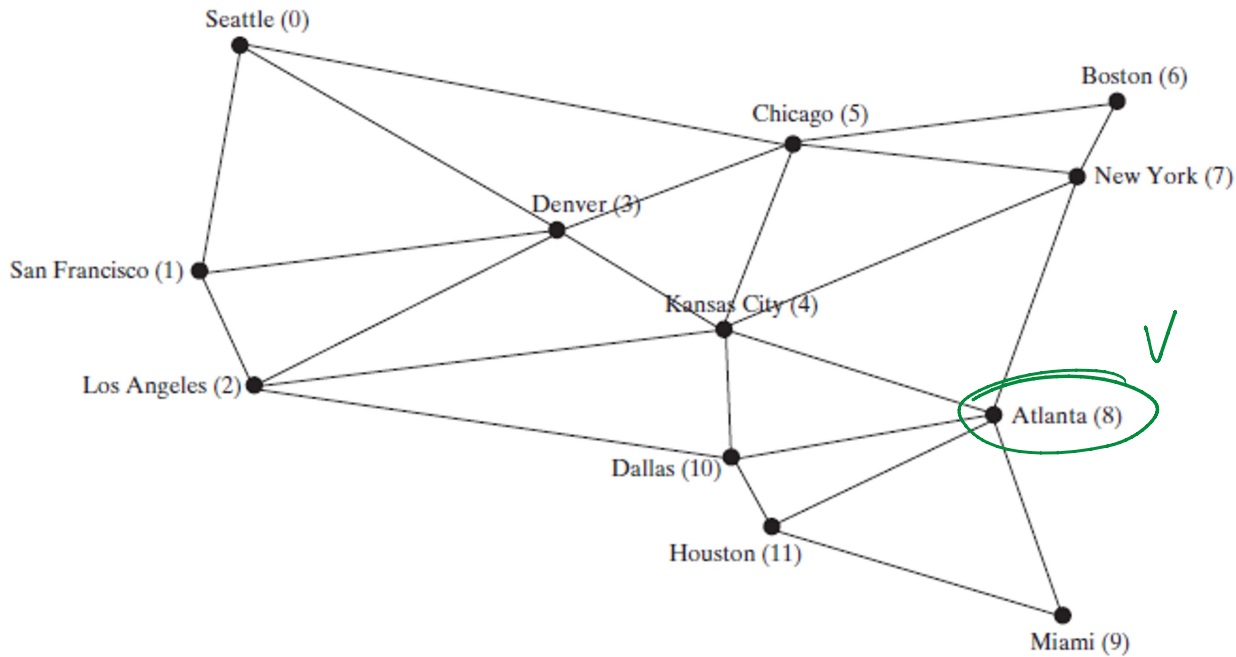 Seattle (0)
Boston (6)
Chicago (5)
New York (7)
Denver (3)
San Francisco (1)
Kansas City (4)
Los Angeles (2)
Atlanta (8)
Dallas (10)
Houston (11)
Miami (9)